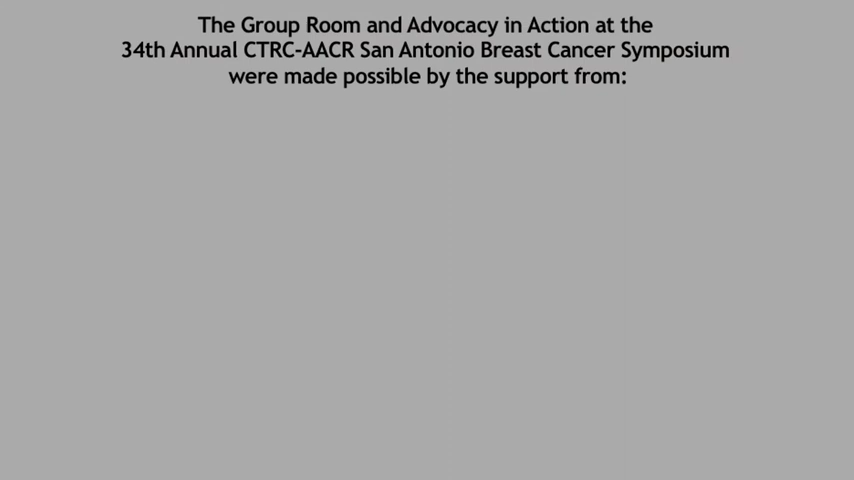 The Group Room and Advocacy in Action at the
34th Annual CTRC-AACR San Antonio Breast Cancer Symposium
were made possible by the support from: